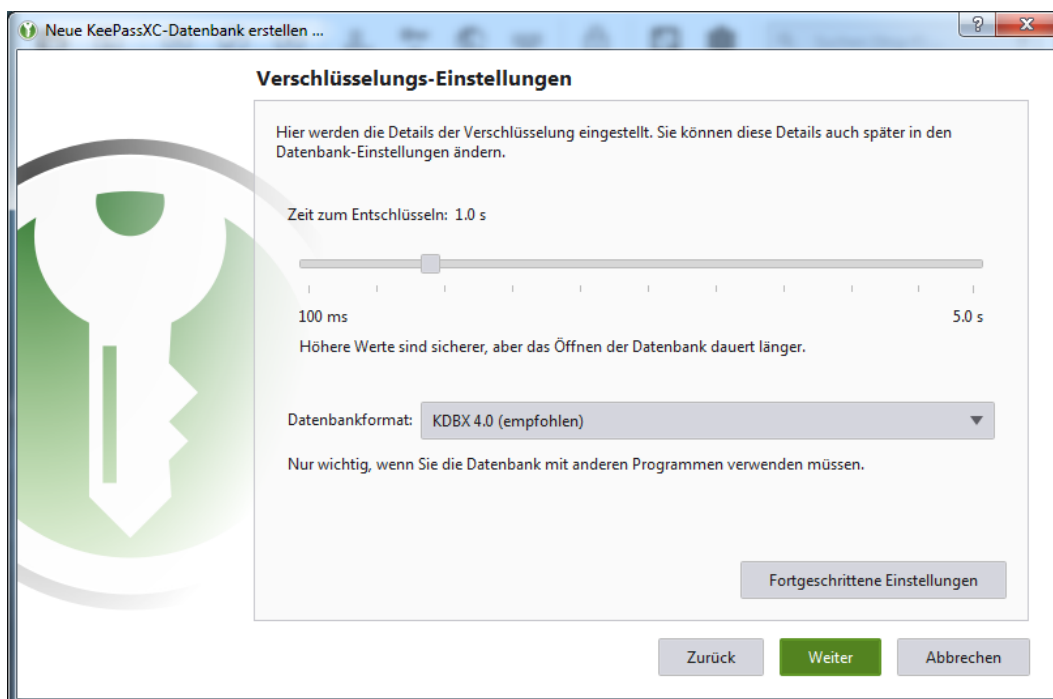 Neue KeePassXC-Datenbank erstellen ...
Verschlüsselungs-Einstellungen
Hier werden die Details der Verschlüsselung eingestellt. Sie können diese Details auch später in den
Datenbank-Einstellungen ändern.
Zeit zum Entschlüsseln: 1.0 s
100 ms 5.0 s
Höhere Werte sind sicherer, aber das Öffnen der Datenbank dauert länger.
Datenbankformat: KDBX 4.0 (empfohlen)
Nur wichtig, wenn Sie die Datenbank mit anderen Programmen verwenden müssen.
Fortgeschrittene Einstellungen
Zurück Weiter Abbrechen